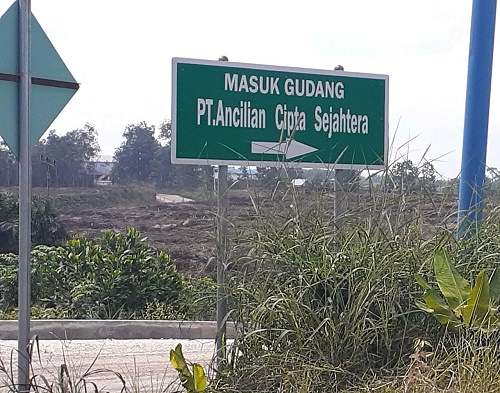 MASUK GUDANG
PT.Ancilian Cipta Sejahtera